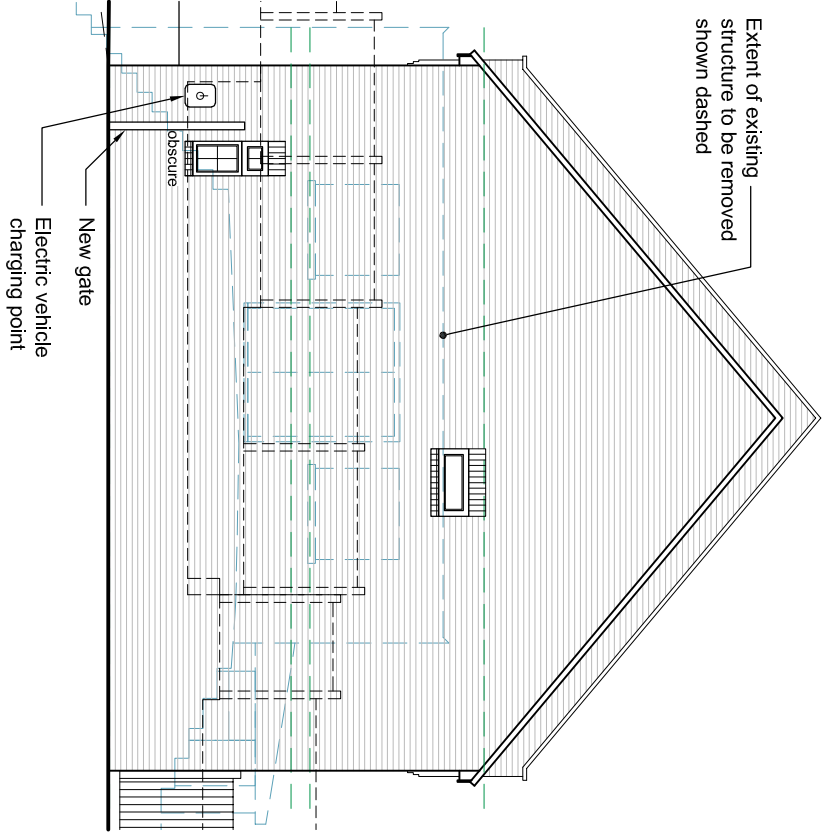 Extent of existing
structure to be removed
shown dashed
obscure
New gate
Electric vehicle
charging point